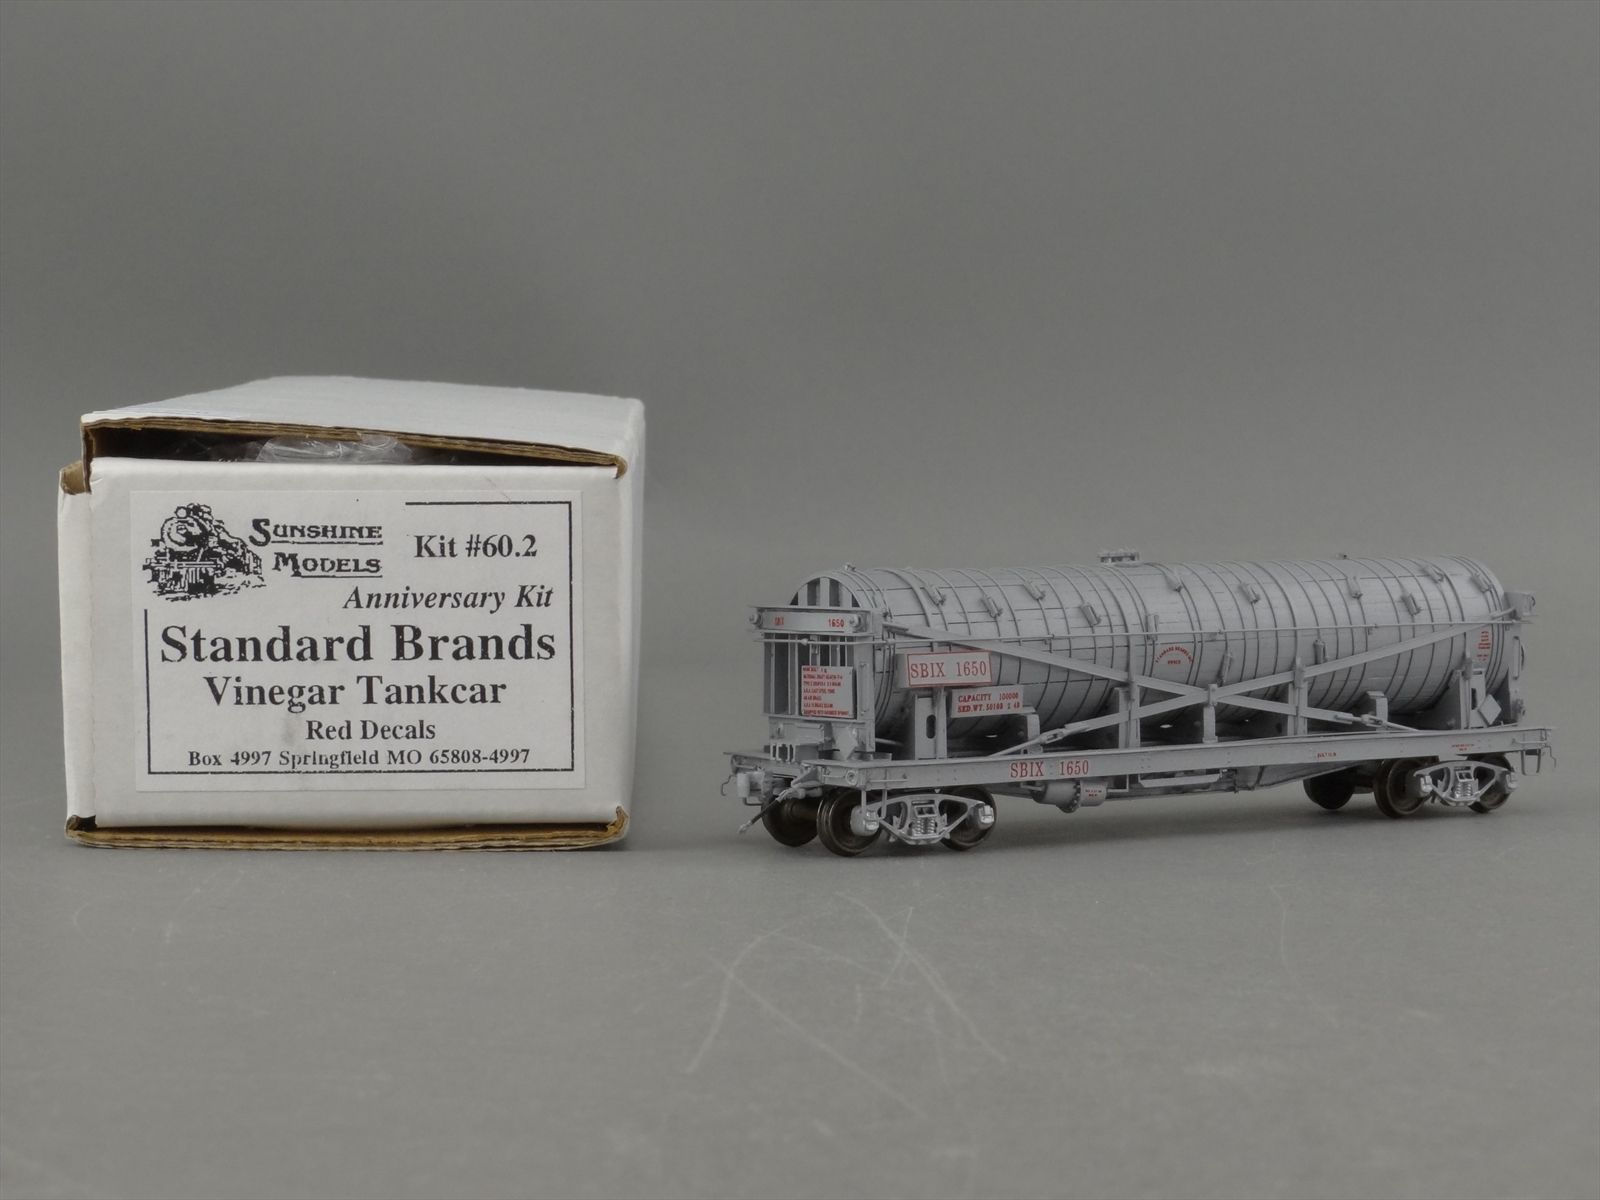 SUNSHINE
MODELS
Kit #60.2
Anniversary Kit
Standard Brands
Vinegar Tankcar
Red Decals
Box 4997 Springfield MO 65808-4997
1650
SBIX 1650
CAPACITY 100000
SBIX 1650